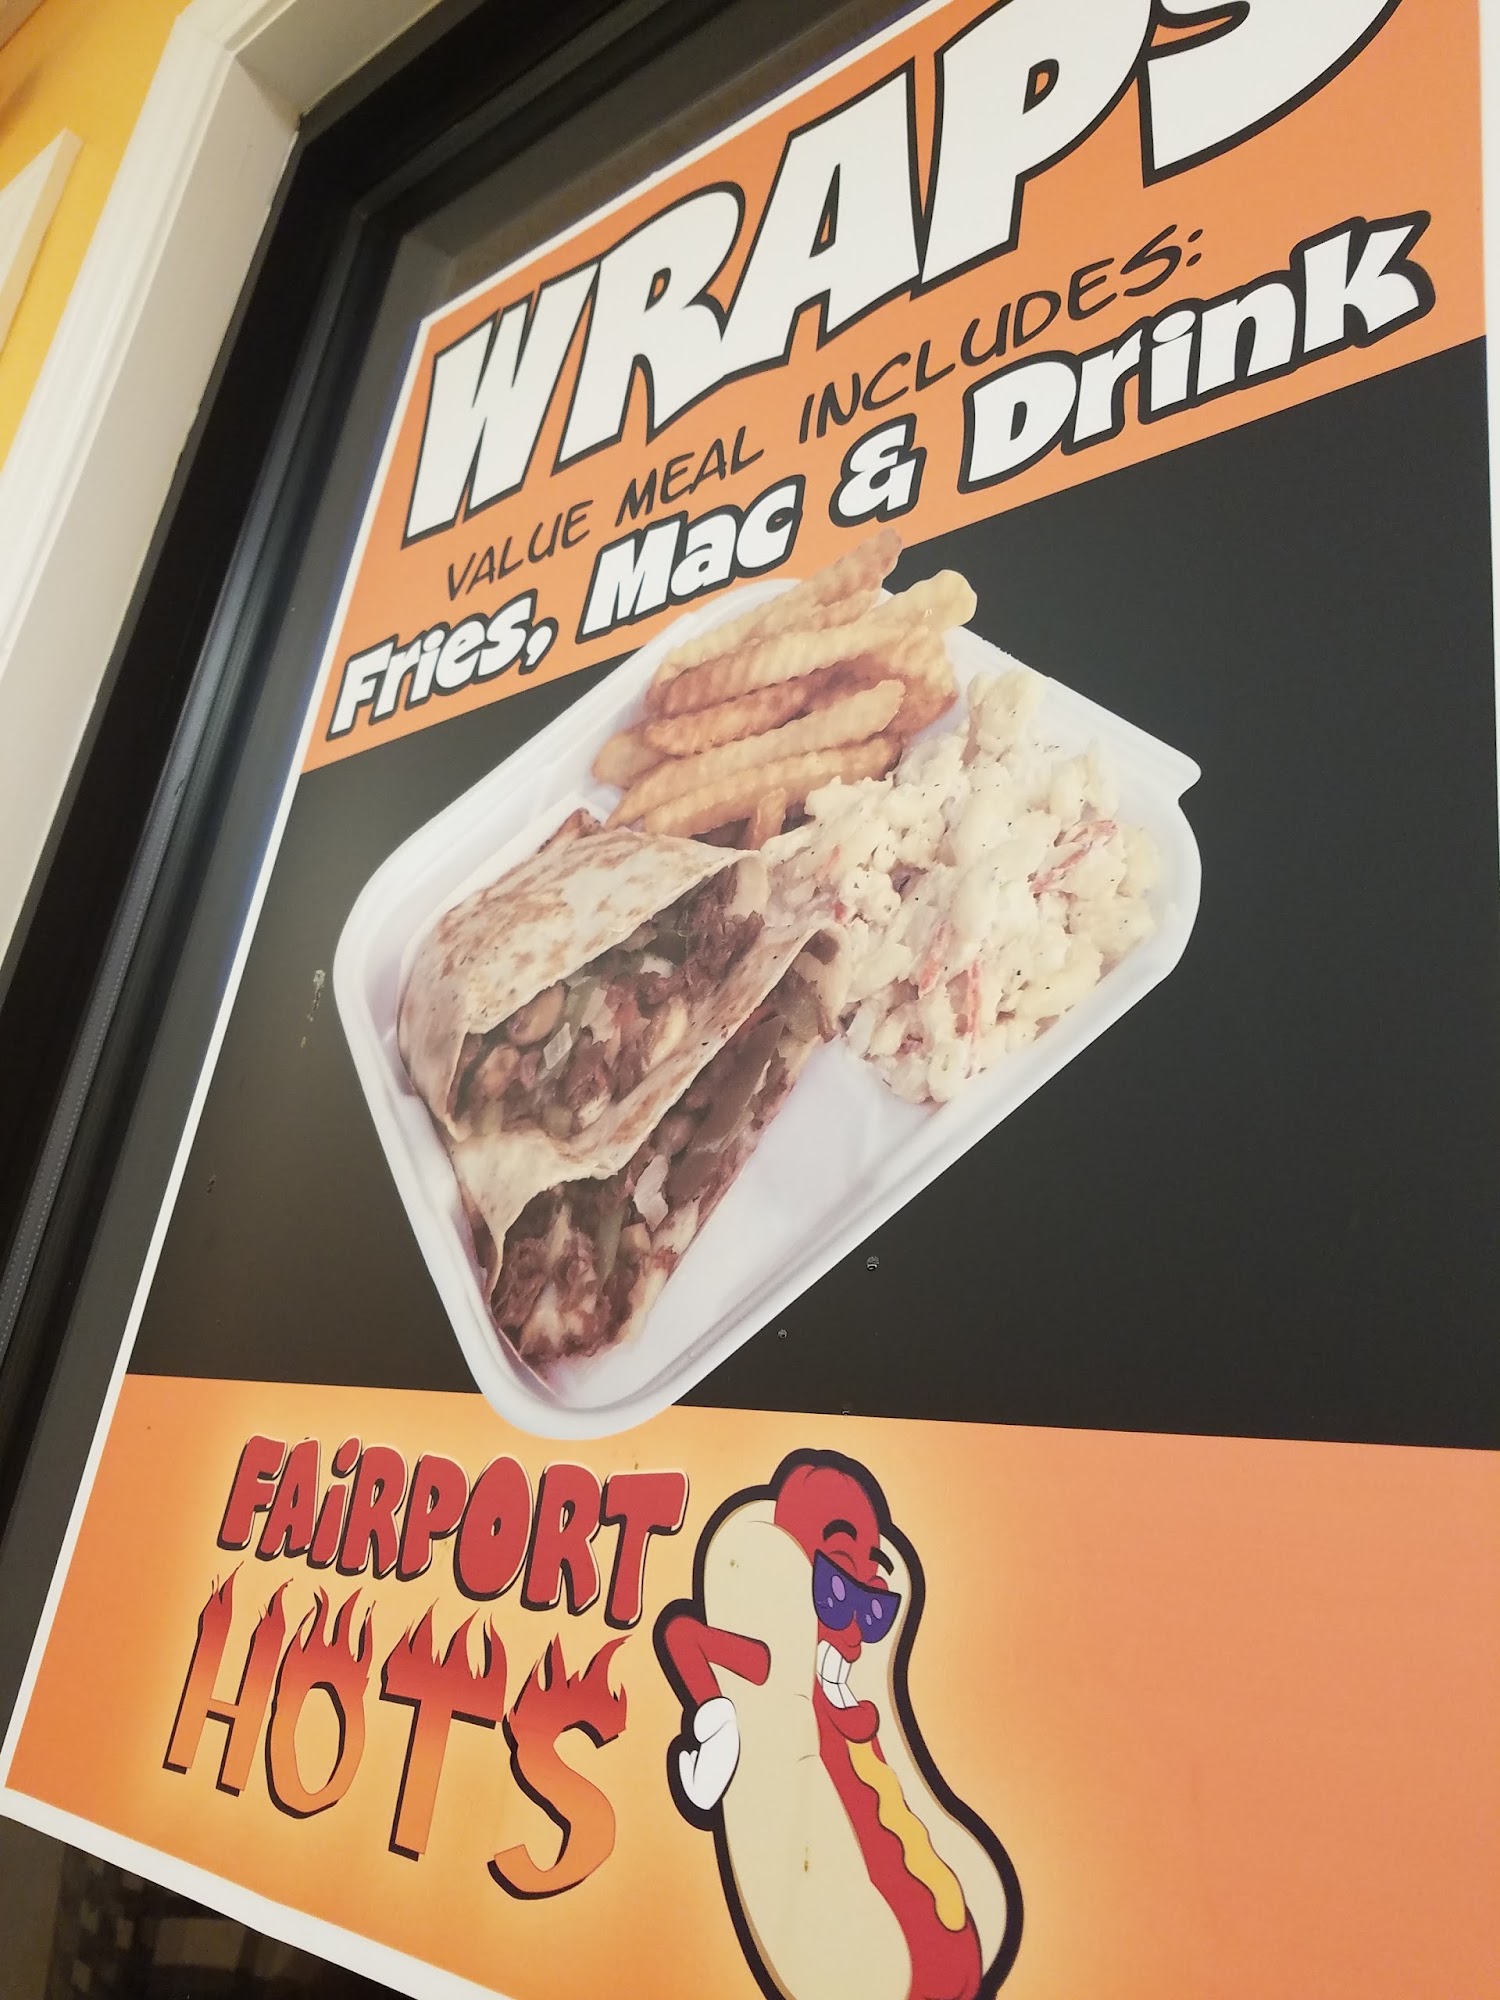 WRAPS
VALUE MEAL INCLUDES:
Fries, Mac & Drink
FAiRPORT
HOTS